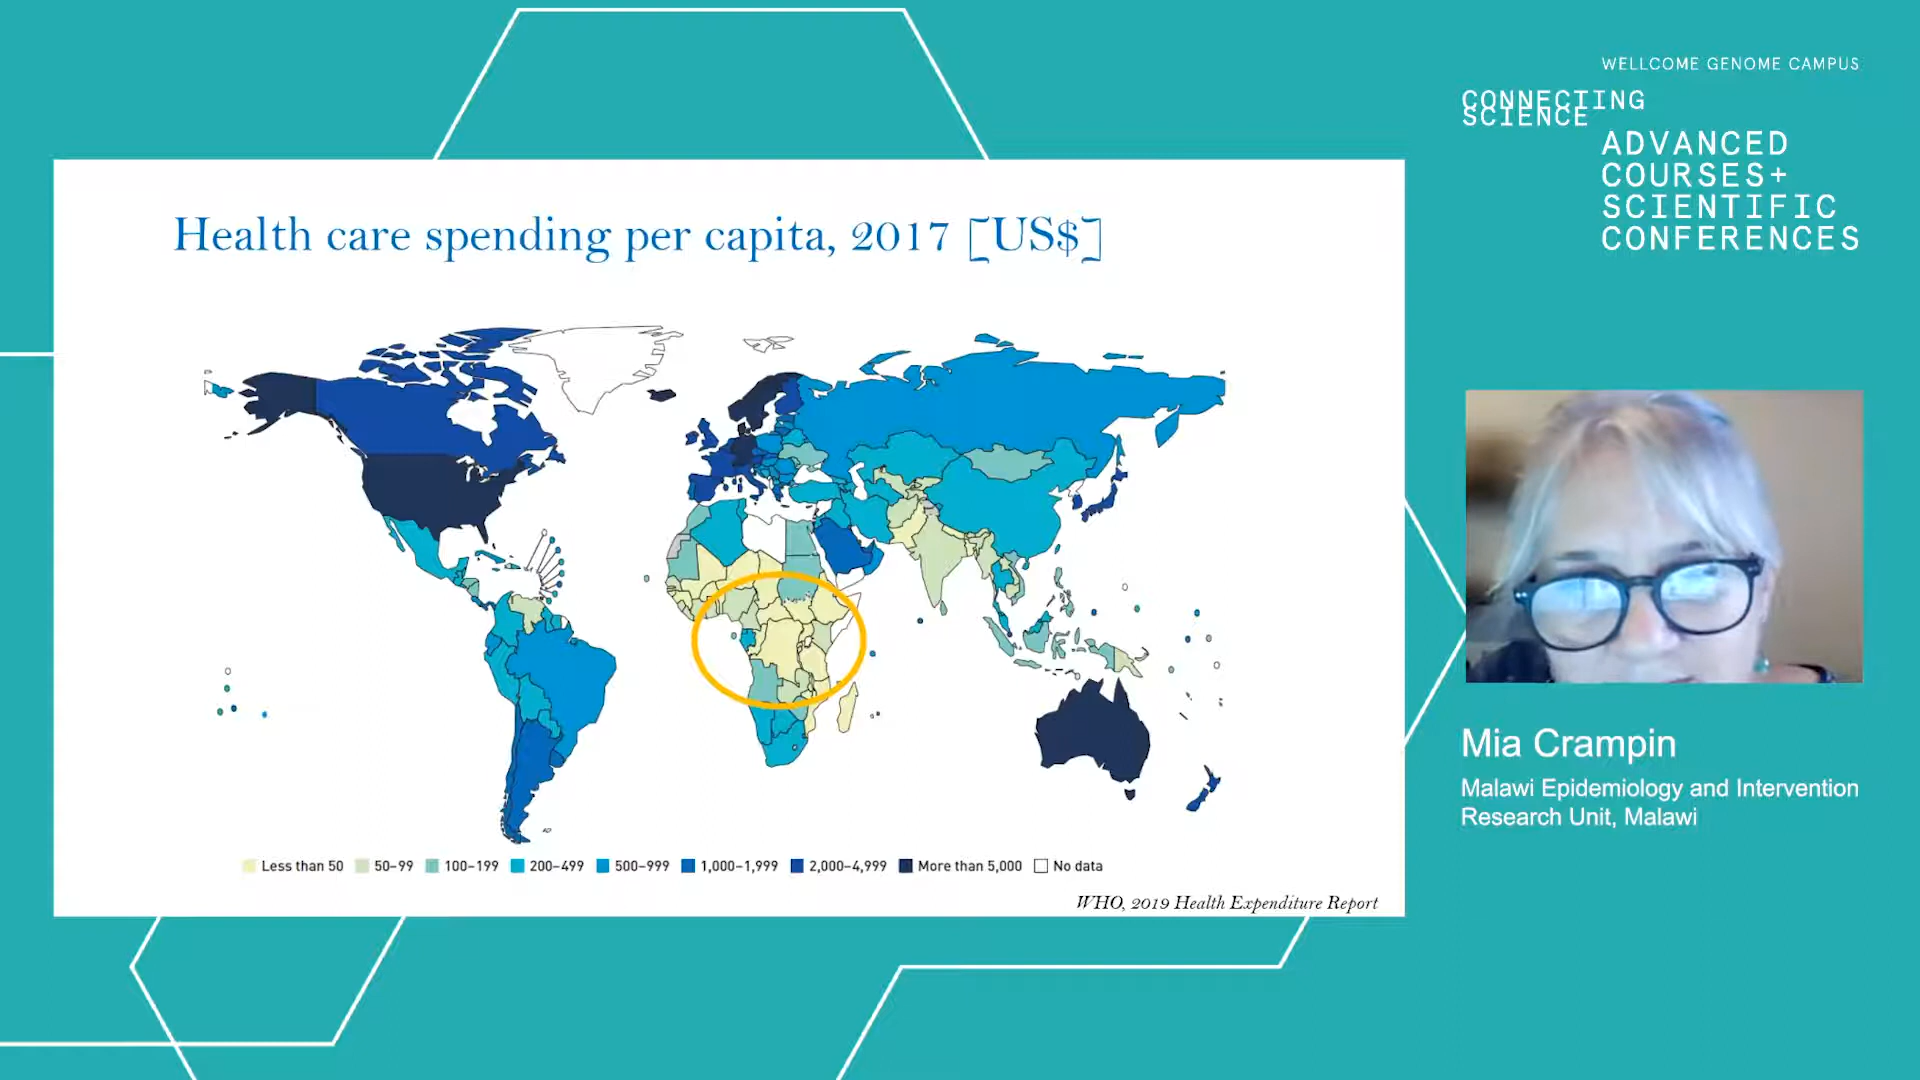 WELLCOME GENOME CAMPUS
CONNECTING
SCIENCE
ADVANCED
COURSES+
SCIENTIFIC
CONFERENCES
Health care spending per capita, 2017 [US$]
Less than 50 50–99 100–199 200–499 500–999 1,000–1,999 2,000–4,999 More than 5,000 No data
WHO, 2019 Health Expenditure Report
Mia Crampin
Malawi Epidemiology and Intervention
Research Unit, Malawi